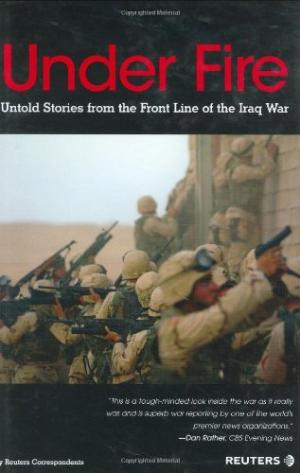 Under Fire
Untold Stories from the Front Line of the Iraq War
"This is a tough-minded look inside the war as it really
was and is superb war reporting by one of the world's
premier news organizations."
—Dan Rather, CBS Evening News
Reuters Correspondents
REUTERS